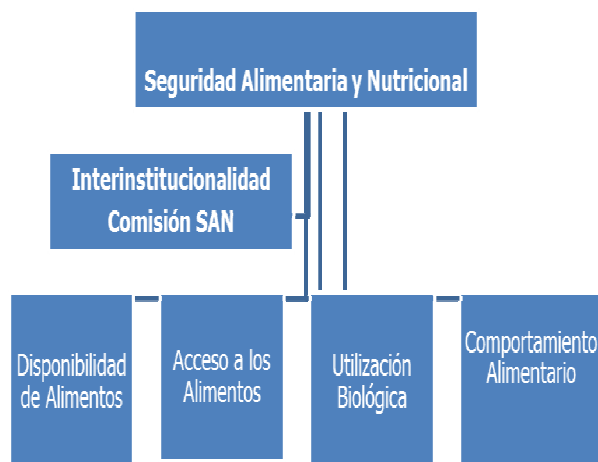 Seguridad Alimentaria y Nutricional
Interinstitucionalidad
Comisión SAN
Disponibilidad
de Alimentos
Acceso a los
Alimentos
Utilización
Biológica
Comportamiento
Alimentario